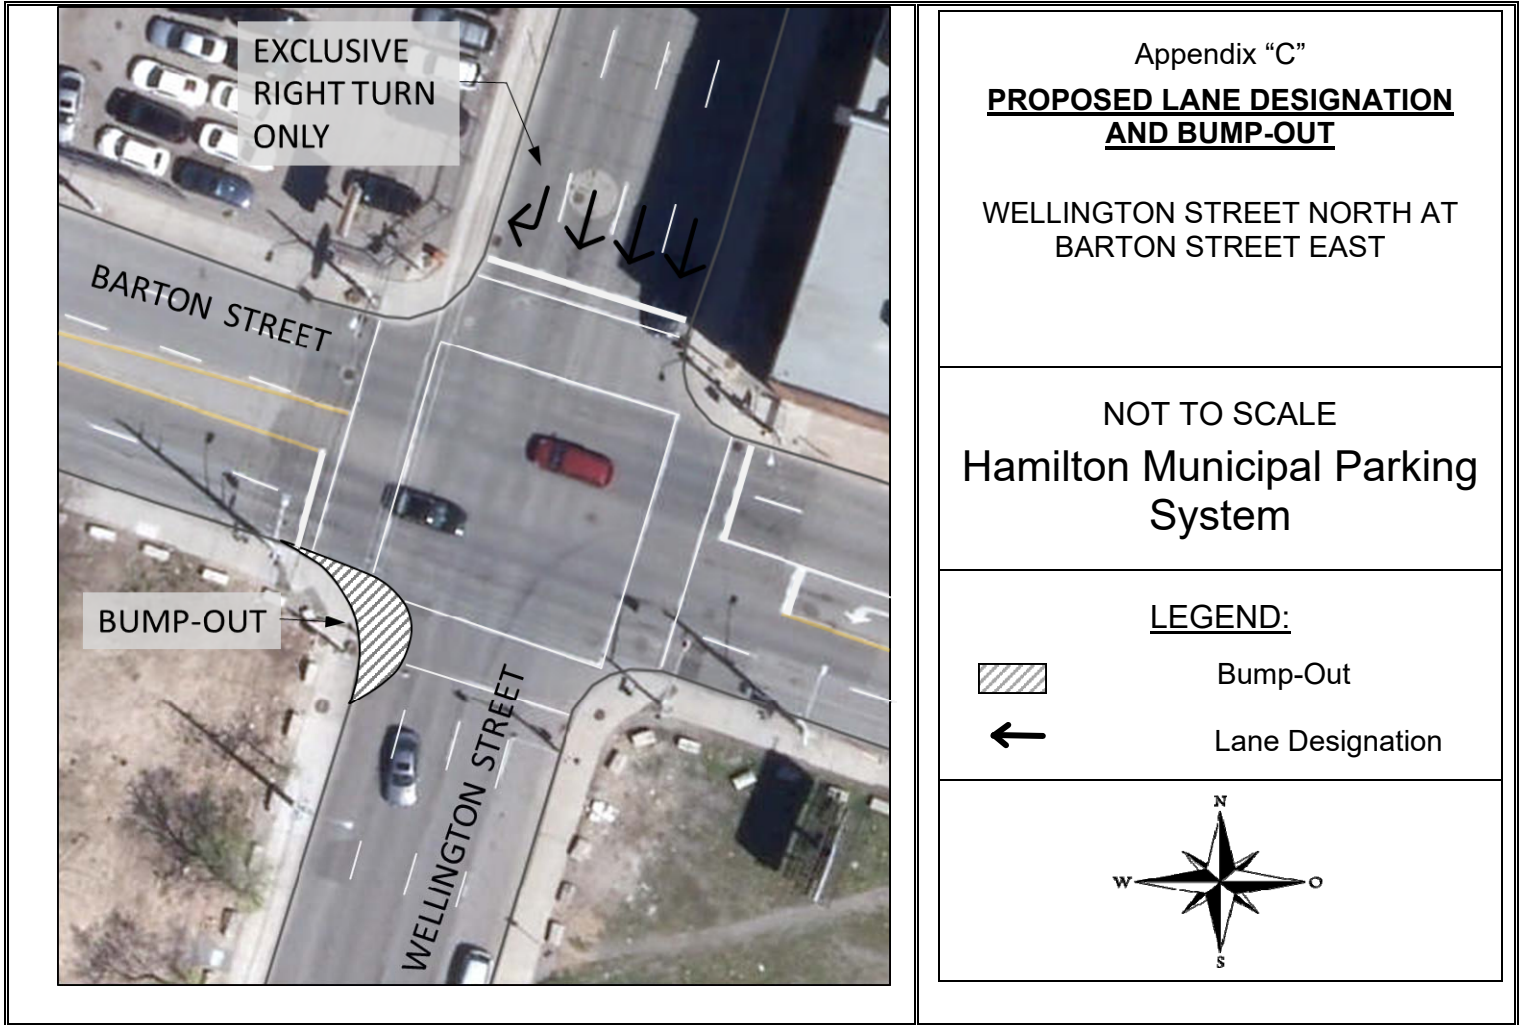 EXCLUSIVE
RIGHT TURN
ONLY
BARTON STREET
BUMP-OUT
WELLINGTON STREET
Appendix “C”
PROPOSED LANE DESIGNATION
AND BUMP-OUT
WELLINGTON STREET NORTH AT
BARTON STREET EAST
NOT TO SCALE
Hamilton Municipal Parking
System
LEGEND:
Bump-Out
Lane Designation
N
W
O
S